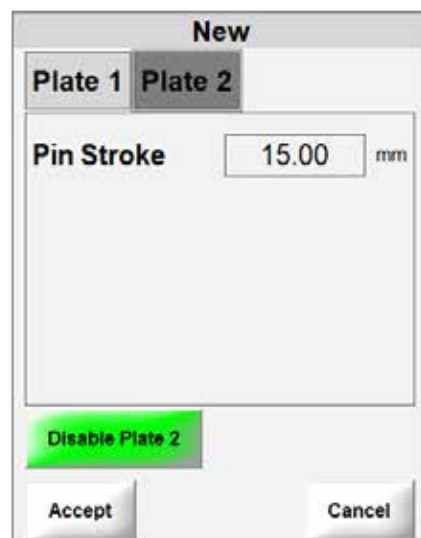 New
Plate 1 Plate 2
Pin Stroke 15.00 mm
Disable Plate 2
Accept Cancel